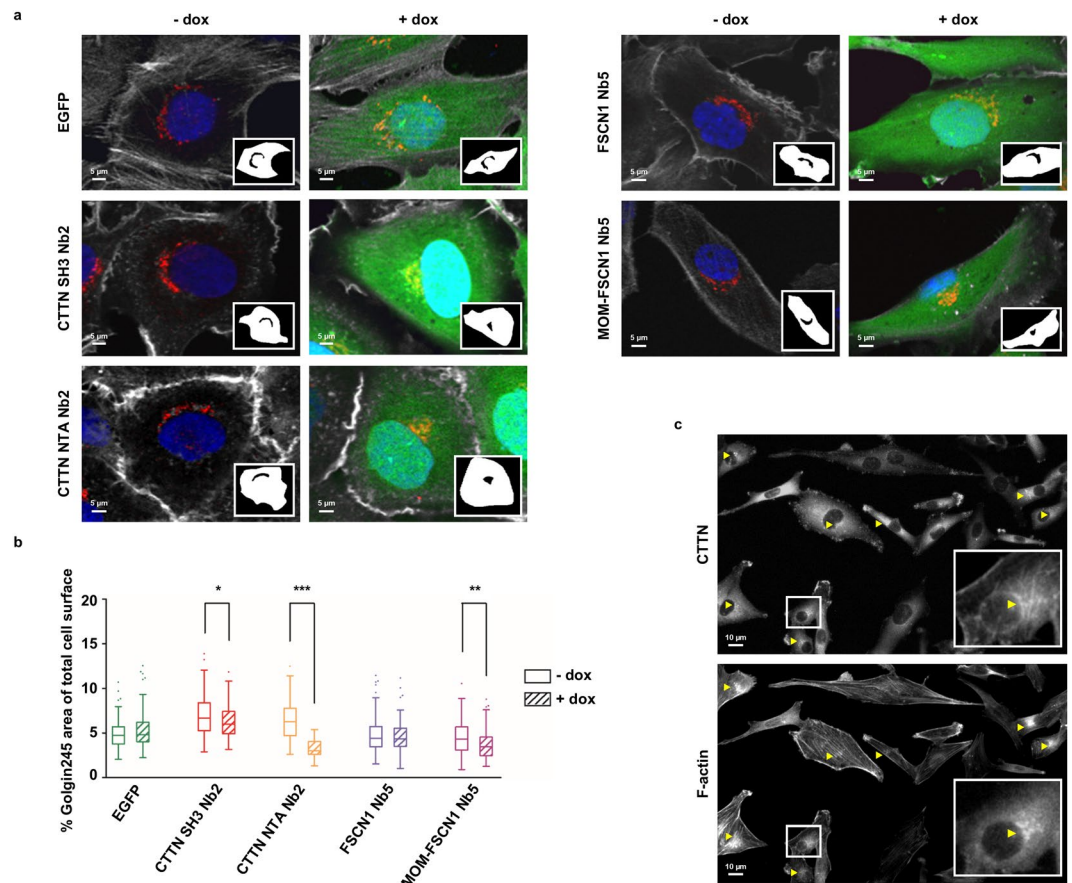 a
- dox
+ dox
- dox
+ dox
EGFP
5 µm
5 µm
FSCN1 Nb5
5 µm
5 µm
CTTN SH3 Nb2
5 µm
5 µm
MOM-FSCN1 Nb5
5 µm
5 µm
CTTN NTA Nb2
5 µm
5 µm
b
% Golgin245 area of total cell surface
20
15
10
5
0
*
***
**
- dox
+ dox
EGFP
CTTN SH3 Nb2
CTTN NTA Nb2
FSCN1 Nb5
MOM-FSCN1 Nb5
c
CTTN
10 µm
F-actin
10 µm